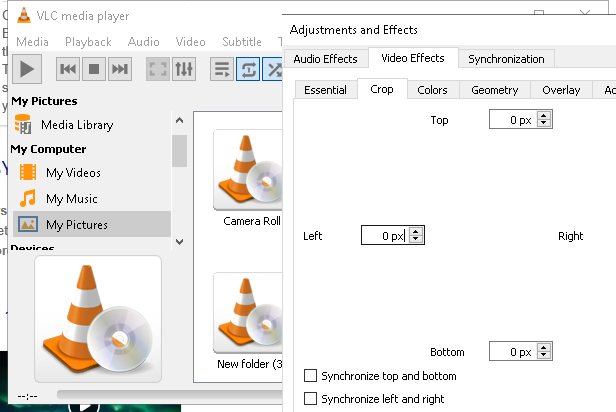 VLC media player
Media Playback Audio Video Subtitle T
My Pictures
Media Library
My Computer
My Videos
My Music
My Pictures
Devices
Camera Roll
New folder (3
--:--
Adjustments and Effects
Audio Effects Video Effects Synchronization
Essential Crop Colors Geometry Overlay
Top 0 px
Left 0 px Right
Bottom 0 px
Synchronize top and bottom
Synchronize left and right